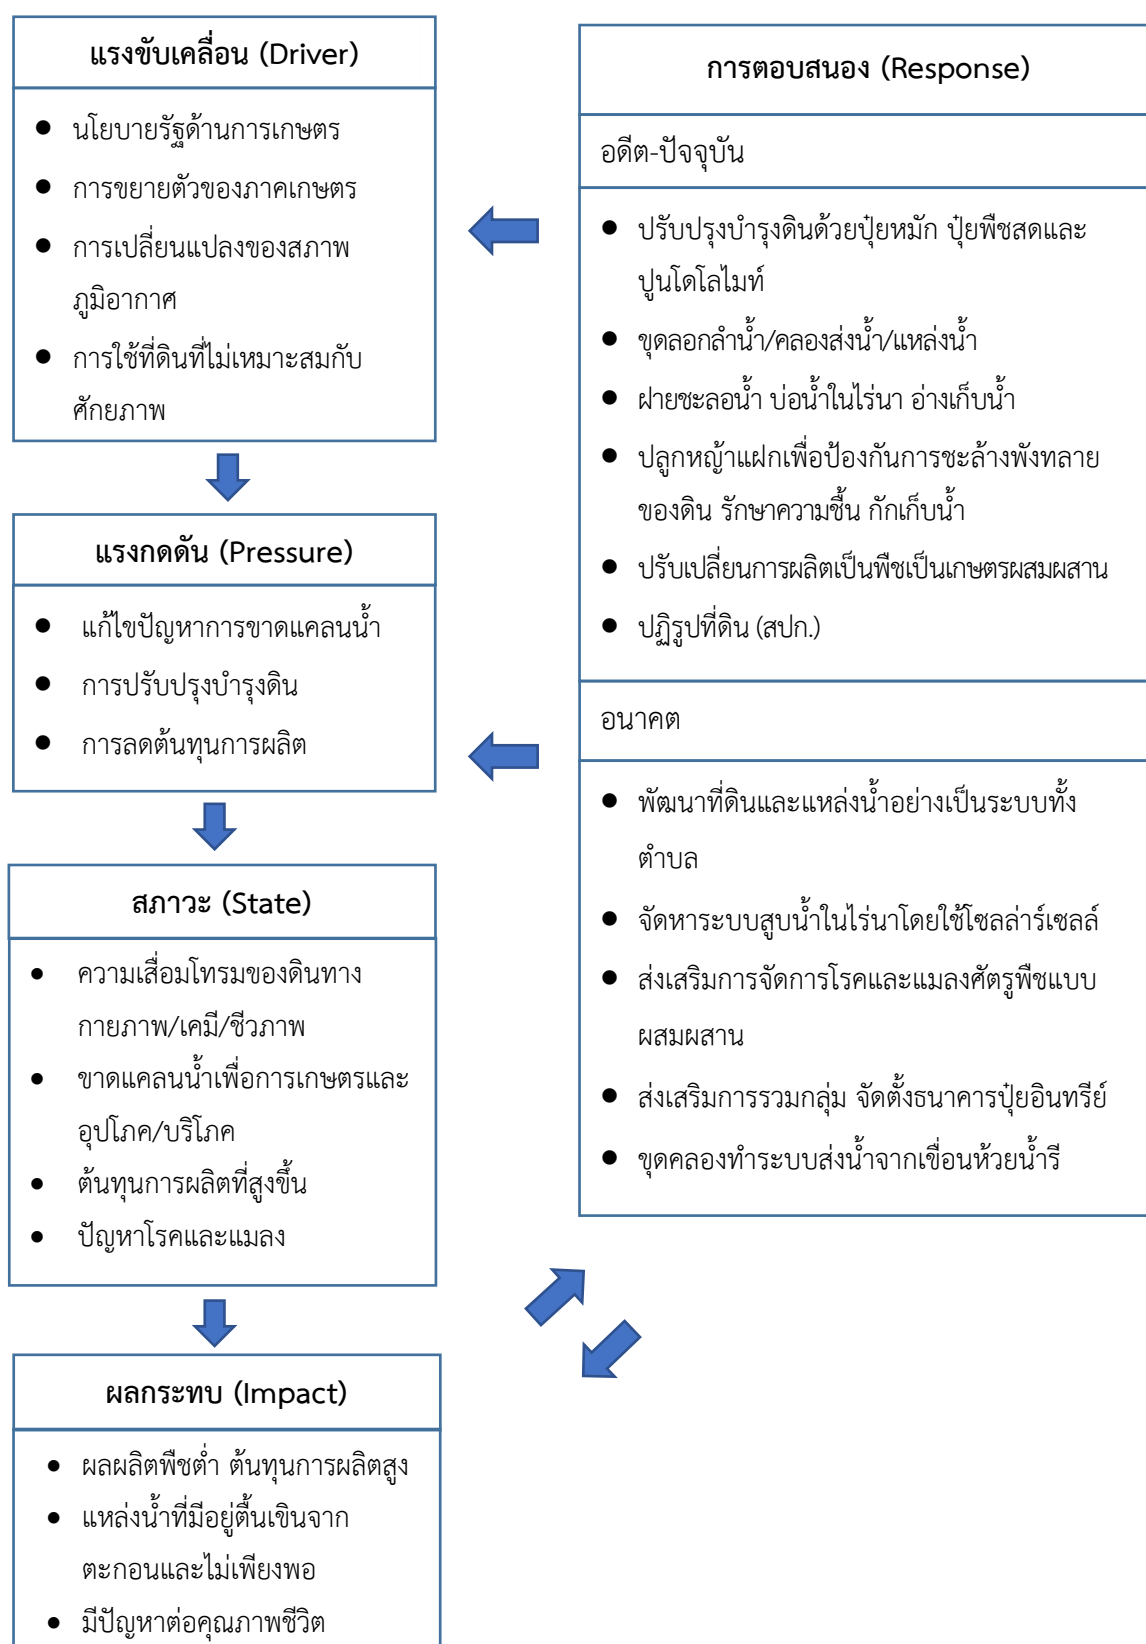 แรงขับเคลื่อน (Driver)
นโยบายรัฐด้านการเกษตร
การขยายตัวของภาคเกษตร
การเปลี่ยนแปลงของสภาพ
ภูมิอากาศ
การใช้ที่ดินที่ไม่เหมาะสมกับ
ศักยภาพ
แรงกดดัน (Pressure)
แก้ไขปัญหาการขาดแคลนน้ำ
การปรับปรุงบำรุงดิน
การลดต้นทุนการผลิต
สภาวะ (State)
ความเสื่อมโทรมของดินทาง
กายภาพ/เคมี/ชีวภาพ
ขาดแคลนน้ำเพื่อการเกษตรและ
อุปโภค/บริโภค
ต้นทุนการผลิตที่สูงขึ้น
ปัญหาโรคและแมลง
ผลกระทบ (Impact)
ผลผลิตพืชต่ำ ต้นทุนการผลิตสูง
แหล่งน้ำที่มีอยู่ตื้นเขินจาก
ตะกอนและไม่เพียงพอ
มีปัญหาต่อคุณภาพชีวิต
การตอบสนอง (Response)
อดีต-ปัจจุบัน
ปรับปรุงบำรุงดินด้วยปุ๋ยหมัก ปุ๋ยพืชสดและ
ปูนโดโลไมท์
ขุดลอกลำน้ำ/คลองส่งน้ำ/แหล่งน้ำ
ฝายชะลอน้ำ บ่อน้ำในไร่นา อ่างเก็บน้ำ
ปลูกหญ้าแฝกเพื่อป้องกันการชะล้างพังทลาย
ของดิน รักษาความชื้น กักเก็บน้ำ
ปรับเปลี่ยนการผลิตเป็นพืชเป็นเกษตรผสมผสาน
ปฏิรูปที่ดิน (สปก.)
อนาคต
พัฒนาที่ดินและแหล่งน้ำอย่างเป็นระบบทั้ง
ตำบล
จัดหาระบบสูบน้ำในไร่นาโดยใช้โซลล่าร์เซลล์
ส่งเสริมการจัดการโรคและแมลงศัตรูพืชแบบ
ผสมผสาน
ส่งเสริมการรวมกลุ่ม จัดตั้งธนาคารปุ๋ยอินทรีย์
ขุดคลองทำระบบส่งน้ำจากเขื่อนห้วยน้ำรี